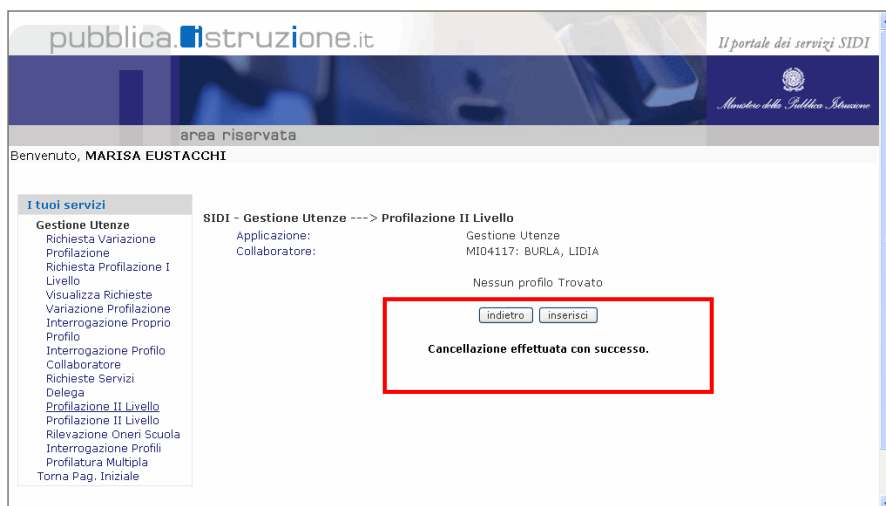 pubblica.istruzione.it
Il portale dei servizi SIDI
Ministero della Pubblica Istruzione
area riservata
Benvenuto, MARISA EUSTACCHI
I tuoi servizi
Gestione Utenze
Richiesta Variazione
Profilazione
Richiesta Profilazione I
Livello
Visualizza Richieste
Variazione Profilazione
Interrogazione Proprio
Profilo
Interrogazione Profilo
Collaboratore
Richieste Servizi
Delega
Profilazione II Livello
Profilazione II Livello
Rilevazione Oneri Scuola
Interrogazione Profili
Profilatura Multipla
Torna Pag. Iniziale
SIDI - Gestione Utenze ---> Profilazione II Livello
Applicazione: Gestione Utenze
Collaboratore: MI04117: BURLA, LIDIA
Nessun profilo Trovato
indietro inserisci
Cancellazione effettuata con successo.